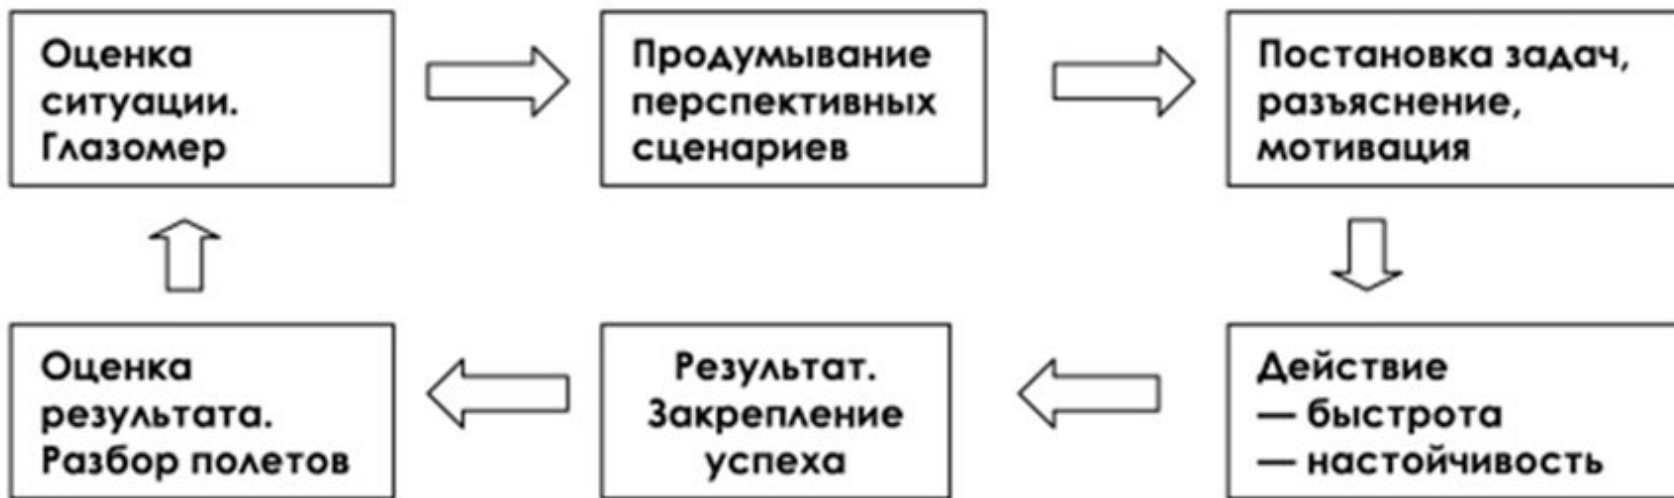 Оценка
ситуации.
Глазомер
Продумывание
перспективных
сценариев
Постановка задач,
разъяснение,
мотивация
Действие
— быстрота
— настойчивость
Результат.
Закрепление
успеха
Оценка
результата.
Разбор полетов